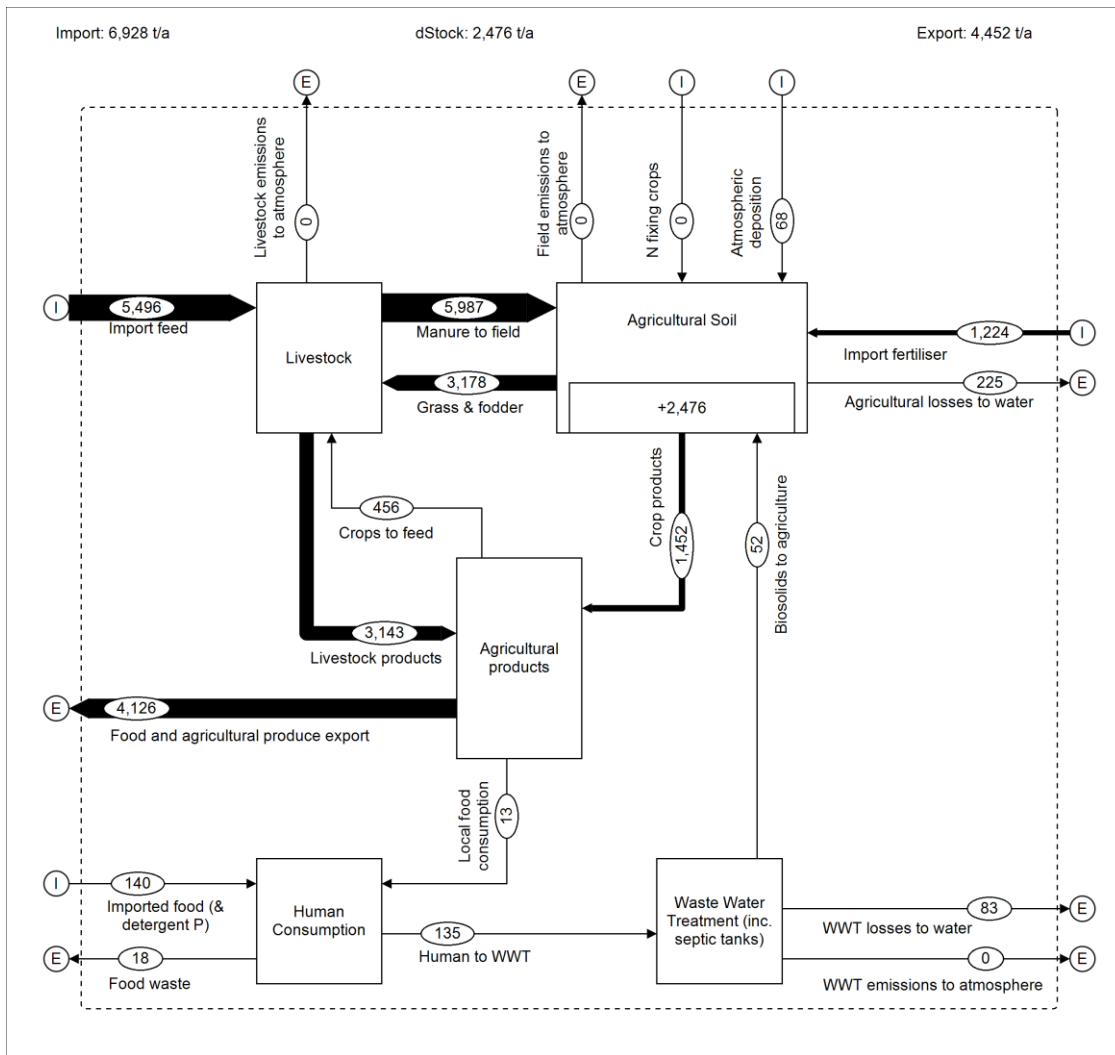 Import: 6,928 t/a
dStock: 2,476 t/a
Export: 4,452 t/a
E
E
I
I
Livestock emissions
to atmosphere
0
Field emissions to
atmosphere
0
N fixing crops
0
Atmospheric
deposition
68
I
5,496
Import feed
Livestock
5,987
Manure to field
Agricultural Soil
1,224
I
Import fertiliser
3,178
Grass & fodder
+2,476
225
E
Agricultural losses to water
456
Crops to feed
Crop products
1,452
Biosolids to agriculture
52
3,143
Livestock products
Agricultural
products
E
4,126
Food and agricultural produce export
Local food
consumption
13
I
140
Imported food (&
detergent P)
Human
Consumption
135
Human to WWT
Waste Water
Treatment (inc.
septic tanks)
83
E
WWT losses to water
E
18
Food waste
0
E
WWT emissions to atmosphere